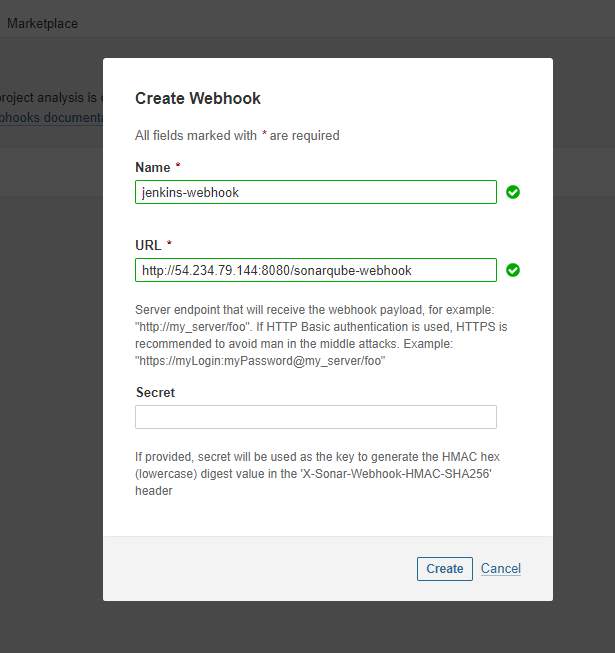 Marketplace
roject analysis is
bhooks documenta
Create Webhook
All fields marked with * are required
Name *
jenkins-webhook
URL *
http://54.234.79.144:8080/sonarqube-webhook
Server endpoint that will receive the webhook payload, for example:
"http://my_server/foo". If HTTP Basic authentication is used, HTTPS is
recommended to avoid man in the middle attacks. Example:
"https://myLogin:myPassword@my_server/foo"
Secret
If provided, secret will be used as the key to generate the HMAC hex
(lowercase) digest value in the 'X-Sonar-Webhook-HMAC-SHA256'
header
Create Cancel